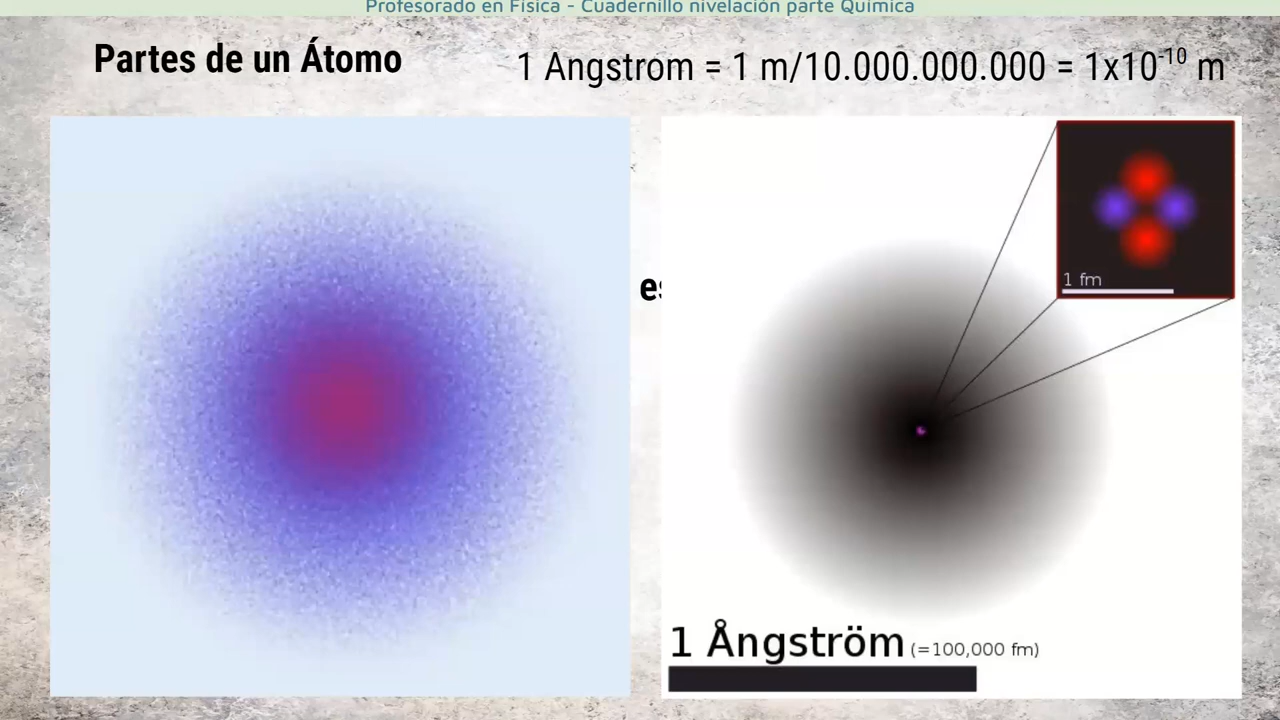 Profesorado en Física - Cuadernillo nivelación parte Química
Partes de un Átomo
1 Angstrom = 1 m/10.000.000.000 = 1x10⁻¹⁰ m
1 fm
1 Ångström (=100,000 fm)